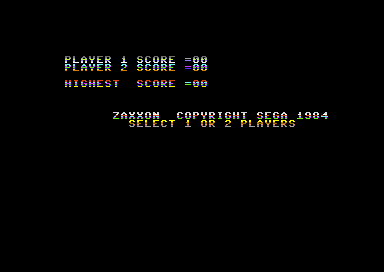 PLAYER 1 SCORE =00
PLAYER 2 SCORE =00
HIGHEST  SCORE =00
ZAXXON  COPYRIGHT SEGA 1984
SELECT 1 OR 2 PLAYERS